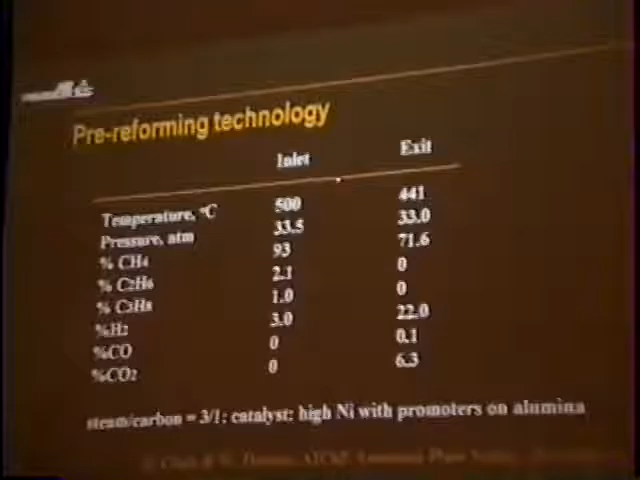 Pre-reforming technology
Inlet Exit
Temperature, °C 500 441
Pressure, atm 33.5 33.0
% CH4 93 71.6
% C2H6 2.1 0
% C3H8 1.0 0
%H2 3.0 22.0
%CO 0 0.1
%CO2 0 6.3
steam/carbon = 3/1; catalyst: high Ni with promoters on alumina